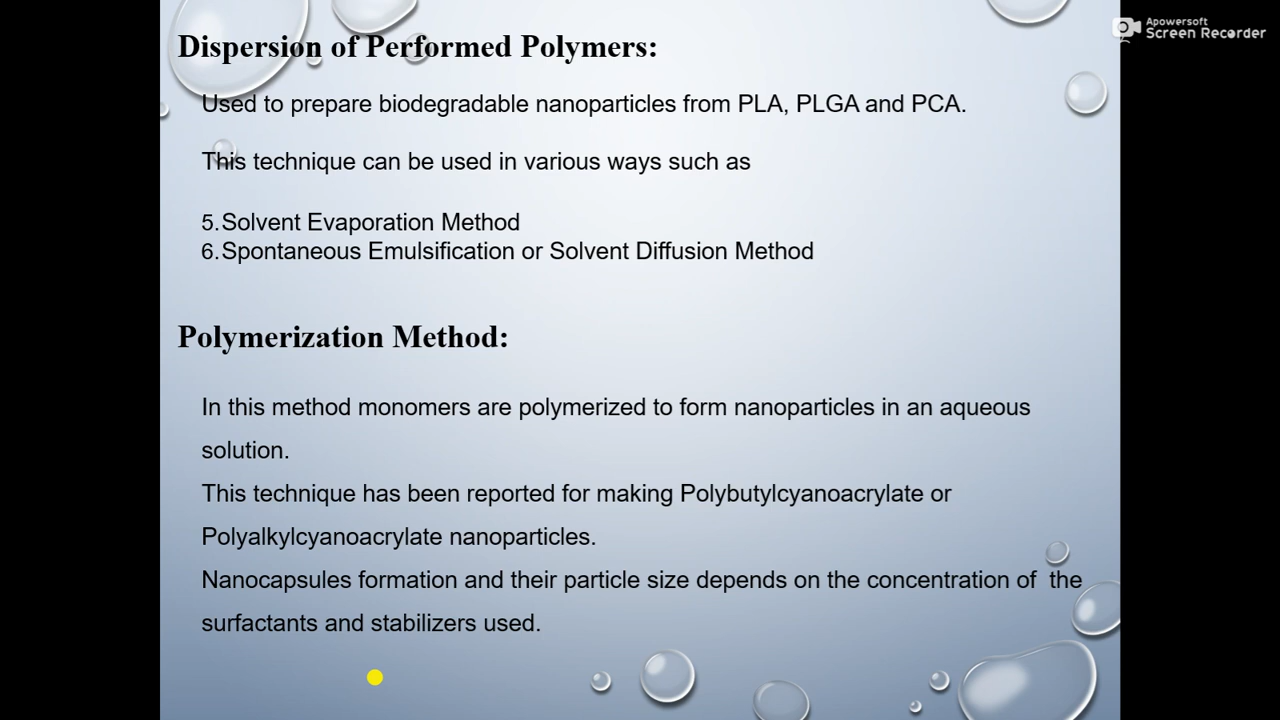 Apowersoft
Screen Recorder
Dispersion of Performed Polymers:
Used to prepare biodegradable nanoparticles from PLA, PLGA and PCA.
This technique can be used in various ways such as
5.Solvent Evaporation Method
6.Spontaneous Emulsification or Solvent Diffusion Method
Polymerization Method:
In this method monomers are polymerized to form nanoparticles in an aqueous
solution.
This technique has been reported for making Polybutylcyanoacrylate or
Polyalkylcyanoacrylate nanoparticles.
Nanocapsules formation and their particle size depends on the concentration of  the
surfactants and stabilizers used.